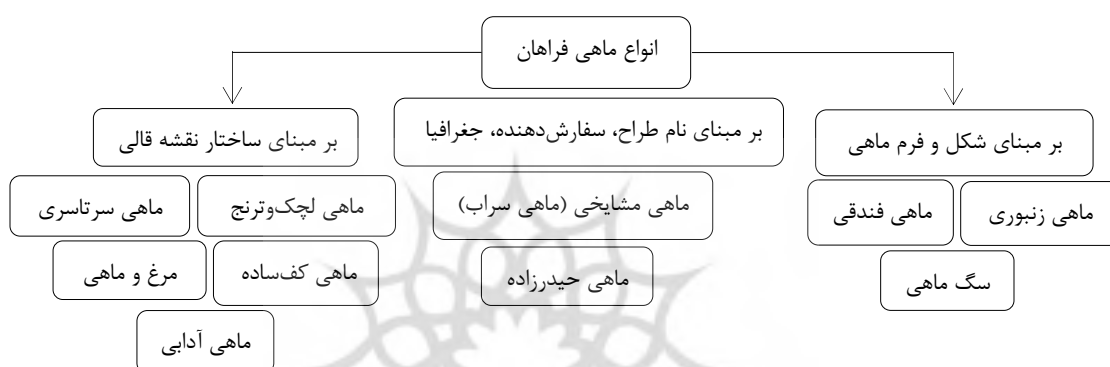 انواع ماهی فراهان
بر مبنای شکل و فرم ماهی
ماهی زنبوری
ماهی فندقی
سگ ماهی
بر مبنای نام طراح، سفارش‌دهنده، جغرافیا
ماهی مشایخی (ماهی سراب)
ماهی حیدرزاده
بر مبنای ساختار نقشه قالی
ماهی لچک‌وترنج
ماهی سرتاسری
ماهی کف‌ساده
مرغ و ماهی
ماهی آدابی